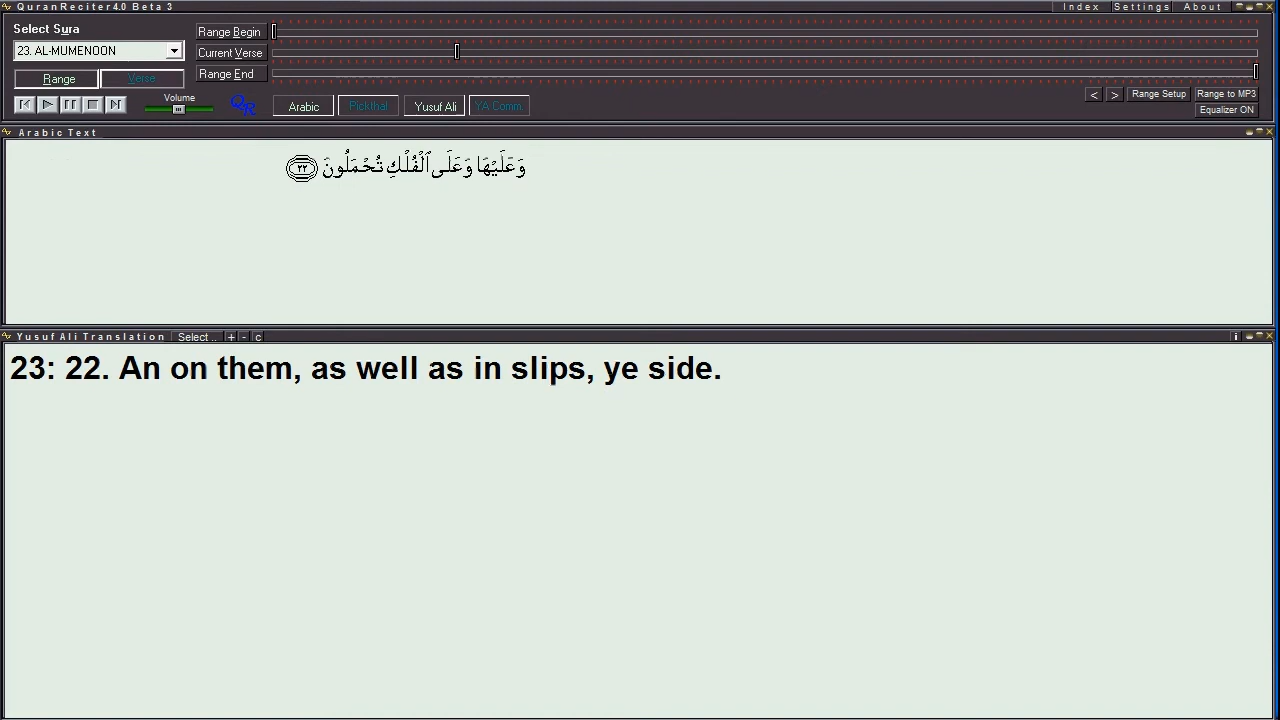 QuranReciter4.0 Beta 3
Index Settings About
Select Sura
23. AL-MUMENOON
Range Verse
Range Begin
Current Verse
Range End
Volume
QR
Arabic Pickthal Yusuf Ali YA Comm.
< > Range Setup Range to MP3
Equalizer ON
Arabic Text
وَعَلَيْهَا وَعَلَى ٱلْفُلْكِ تُحْمَلُونَ ٢٢
Yusuf Ali Translation Select .. + - c i
23: 22. An on them, as well as in slips, ye side.